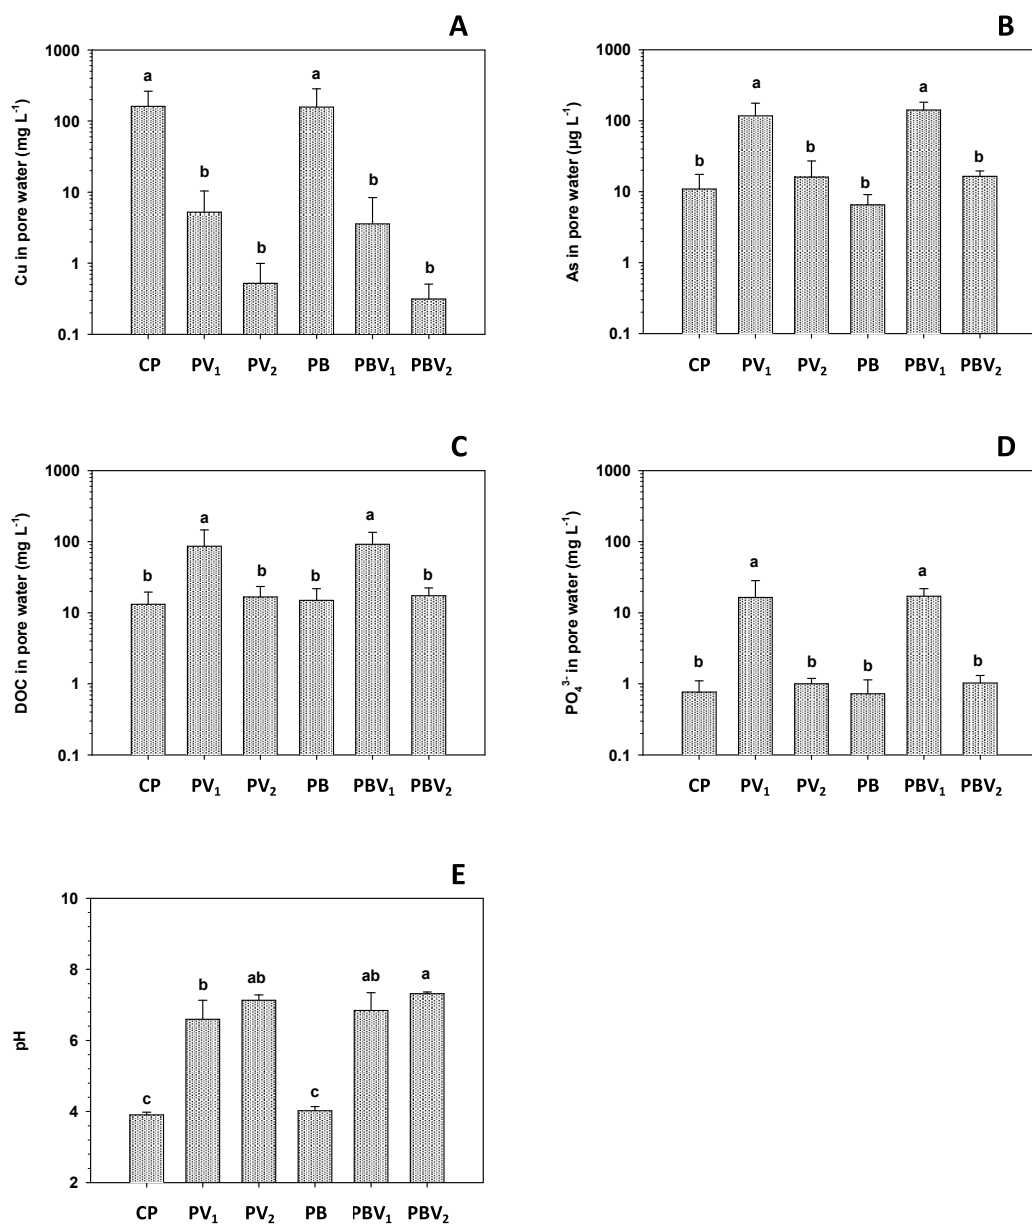 A
Cu in pore water (mg L⁻¹)
1000
100
10
1
0.1
a
b
b
a
b
b
CP PV₁ PV₂ PB PBV₁ PBV₂
B
As in pore water (µg L⁻¹)
1000
100
10
1
0.1
b
a
b
b
a
b
CP PV₁ PV₂ PB PBV₁ PBV₂
C
DOC in pore water (mg L⁻¹)
1000
100
10
1
0.1
b
a
b
b
a
b
CP PV₁ PV₂ PB PBV₁ PBV₂
D
PO₄³⁻ in pore water (mg L⁻¹)
1000
100
10
1
0.1
b
a
b
b
a
b
CP PV₁ PV₂ PB PBV₁ PBV₂
E
pH
10
8
6
4
2
c
b
ab
c
ab
a
CP PV₁ PV₂ PB PBV₁ PBV₂